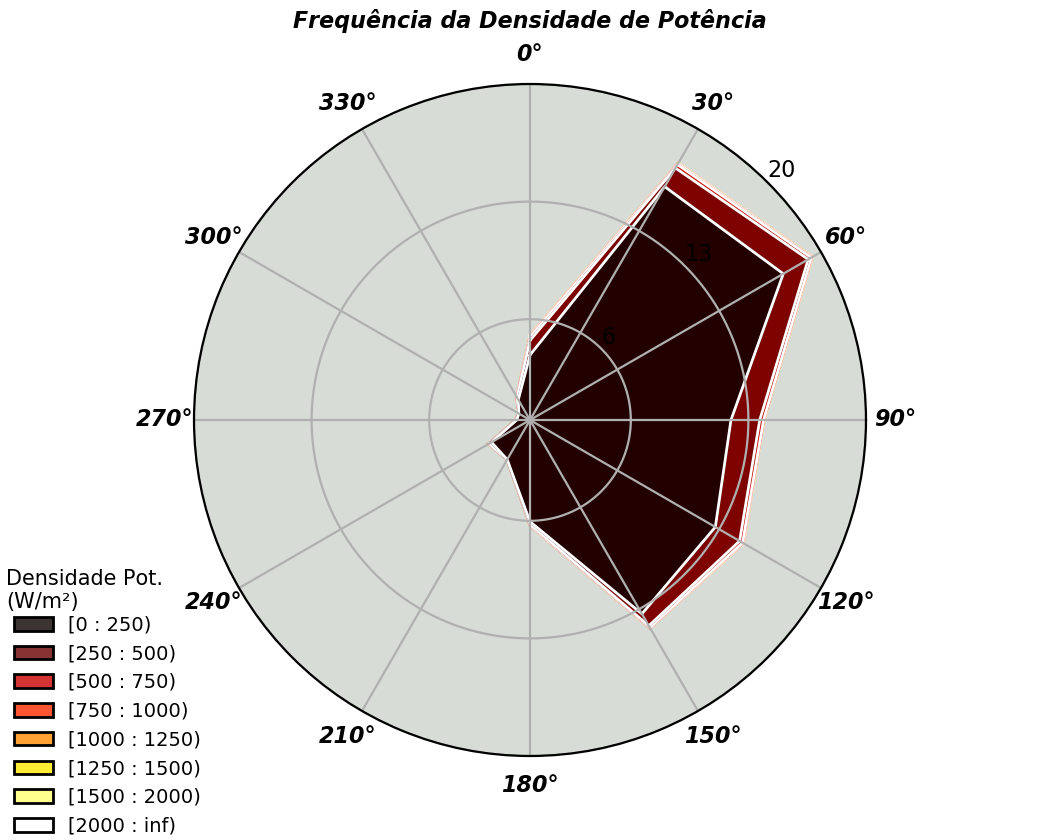 Frequência da Densidade de Potência
0°
330°
30°
20
300°
60°
13
6
270°
90°
240°
120°
210°
150°
180°
Densidade Pot.
(W/m²)
[0 : 250)
[250 : 500)
[500 : 750)
[750 : 1000)
[1000 : 1250)
[1250 : 1500)
[1500 : 2000)
[2000 : inf)